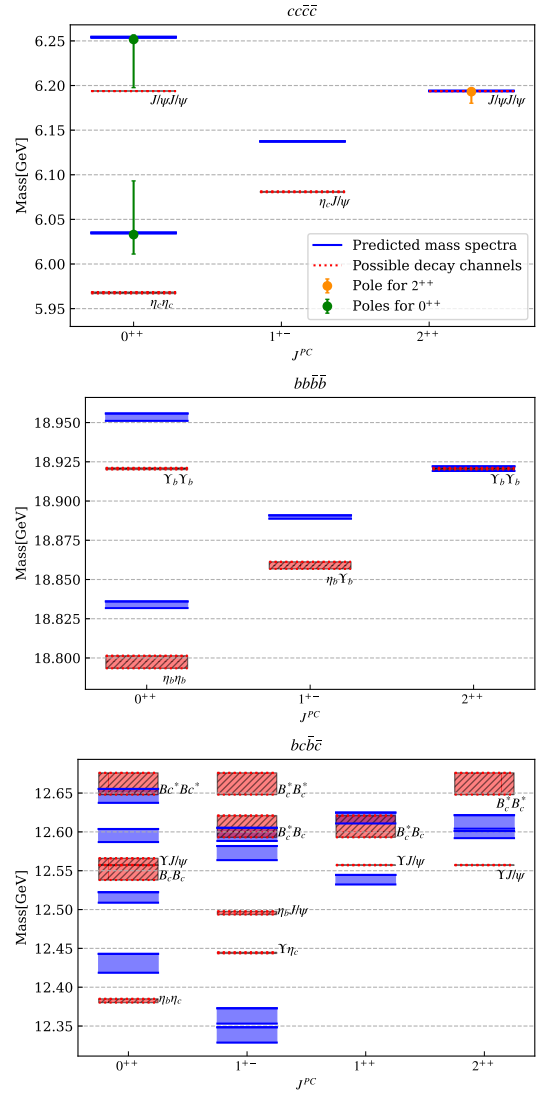 ccc̄c̄
Mass[GeV]
6.25
6.20
6.15
6.10
6.05
6.00
5.95
J/ψJ/ψ
J/ψJ/ψ
η_cJ/ψ
η_cη_c
Predicted mass spectra
Possible decay channels
Pole for 2⁺⁺
Poles for 0⁺⁺
0⁺⁺
1⁺⁻
2⁺⁺
J^{PC}
bbb̄b̄
Mass[GeV]
18.950
18.925
18.900
18.875
18.850
18.825
18.800
Υ_bΥ_b
Υ_bΥ_b
η_bΥ_b
η_bη_b
0⁺⁺
1⁺⁻
2⁺⁺
J^{PC}
bcb̄c̄
Mass[GeV]
12.65
12.60
12.55
12.50
12.45
12.40
12.35
Bc^*Bc^*
B_c^*B_c^*
B_c^*B_c^*
B_c^*B_c
B_c^*B_c
ΥJ/ψ
B_cB_c
ΥJ/ψ
ΥJ/ψ
η_bJ/ψ
Υη_c
η_bη_c
0⁺⁺
1⁺⁻
1⁺⁺
2⁺⁺
J^{PC}